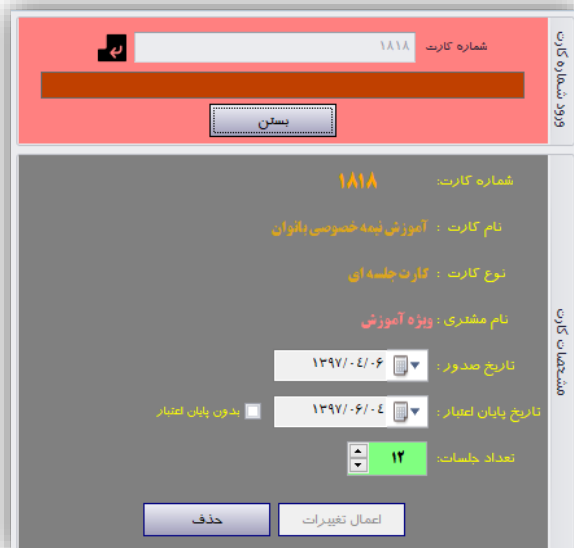 ورود شماره کارت
شماره کارت ۱۸۱۸
بستن
مشخصات کارت
شماره کارت: ۱۸۱۸
نام کارت : آموزش نیمه خصوصی بانوان
نوع کارت : کارت جلسه ای
نام مشتری : ویژه آموزش
تاریخ صدور : ۱۳۹۷/۰٤/۰۶
تاریخ پایان اعتبار : ۱۳۹۷/۰۶/۰٤ بدون پایان اعتبار
تعداد جلسات: ۱۲
اعمال تغییرات حذف